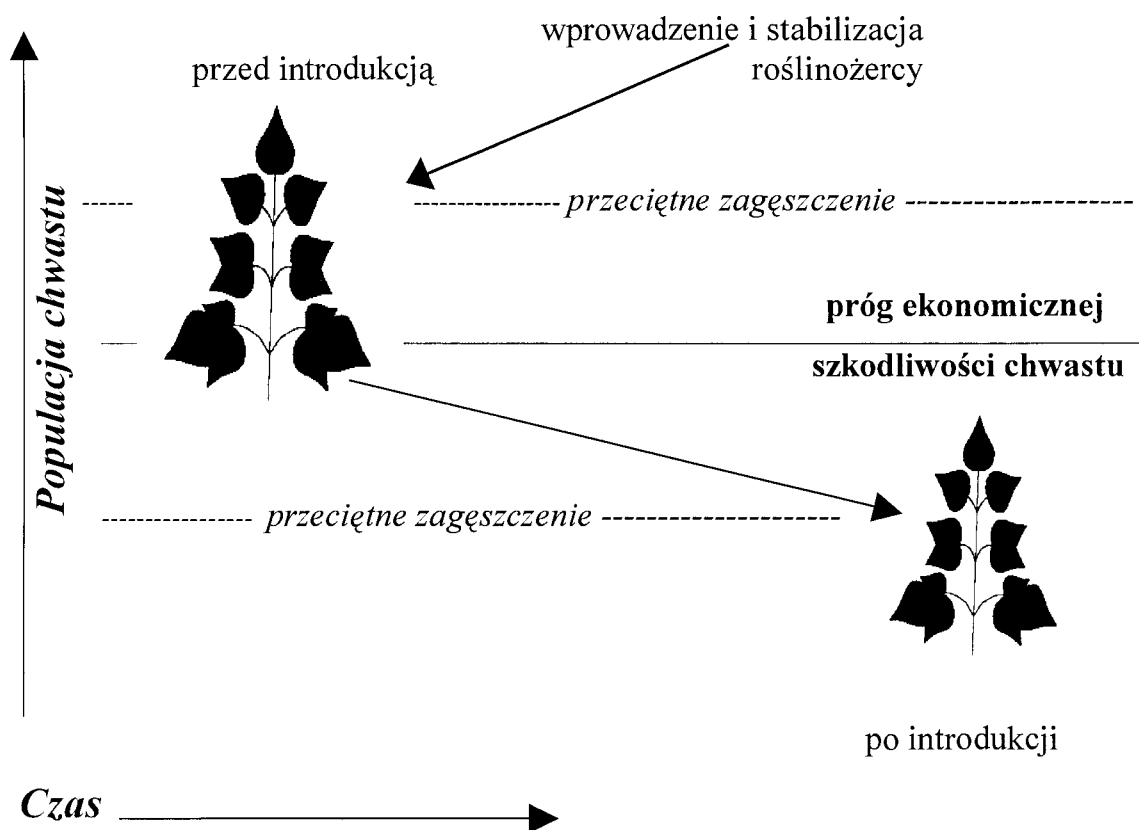 wprowadzenie i stabilizacja
roślinożercy
przed introdukcją
przeciętne zagęszczenie
próg ekonomicznej
szkodliwości chwastu
Populacja chwastu
przeciętne zagęszczenie
po introdukcji
Czas